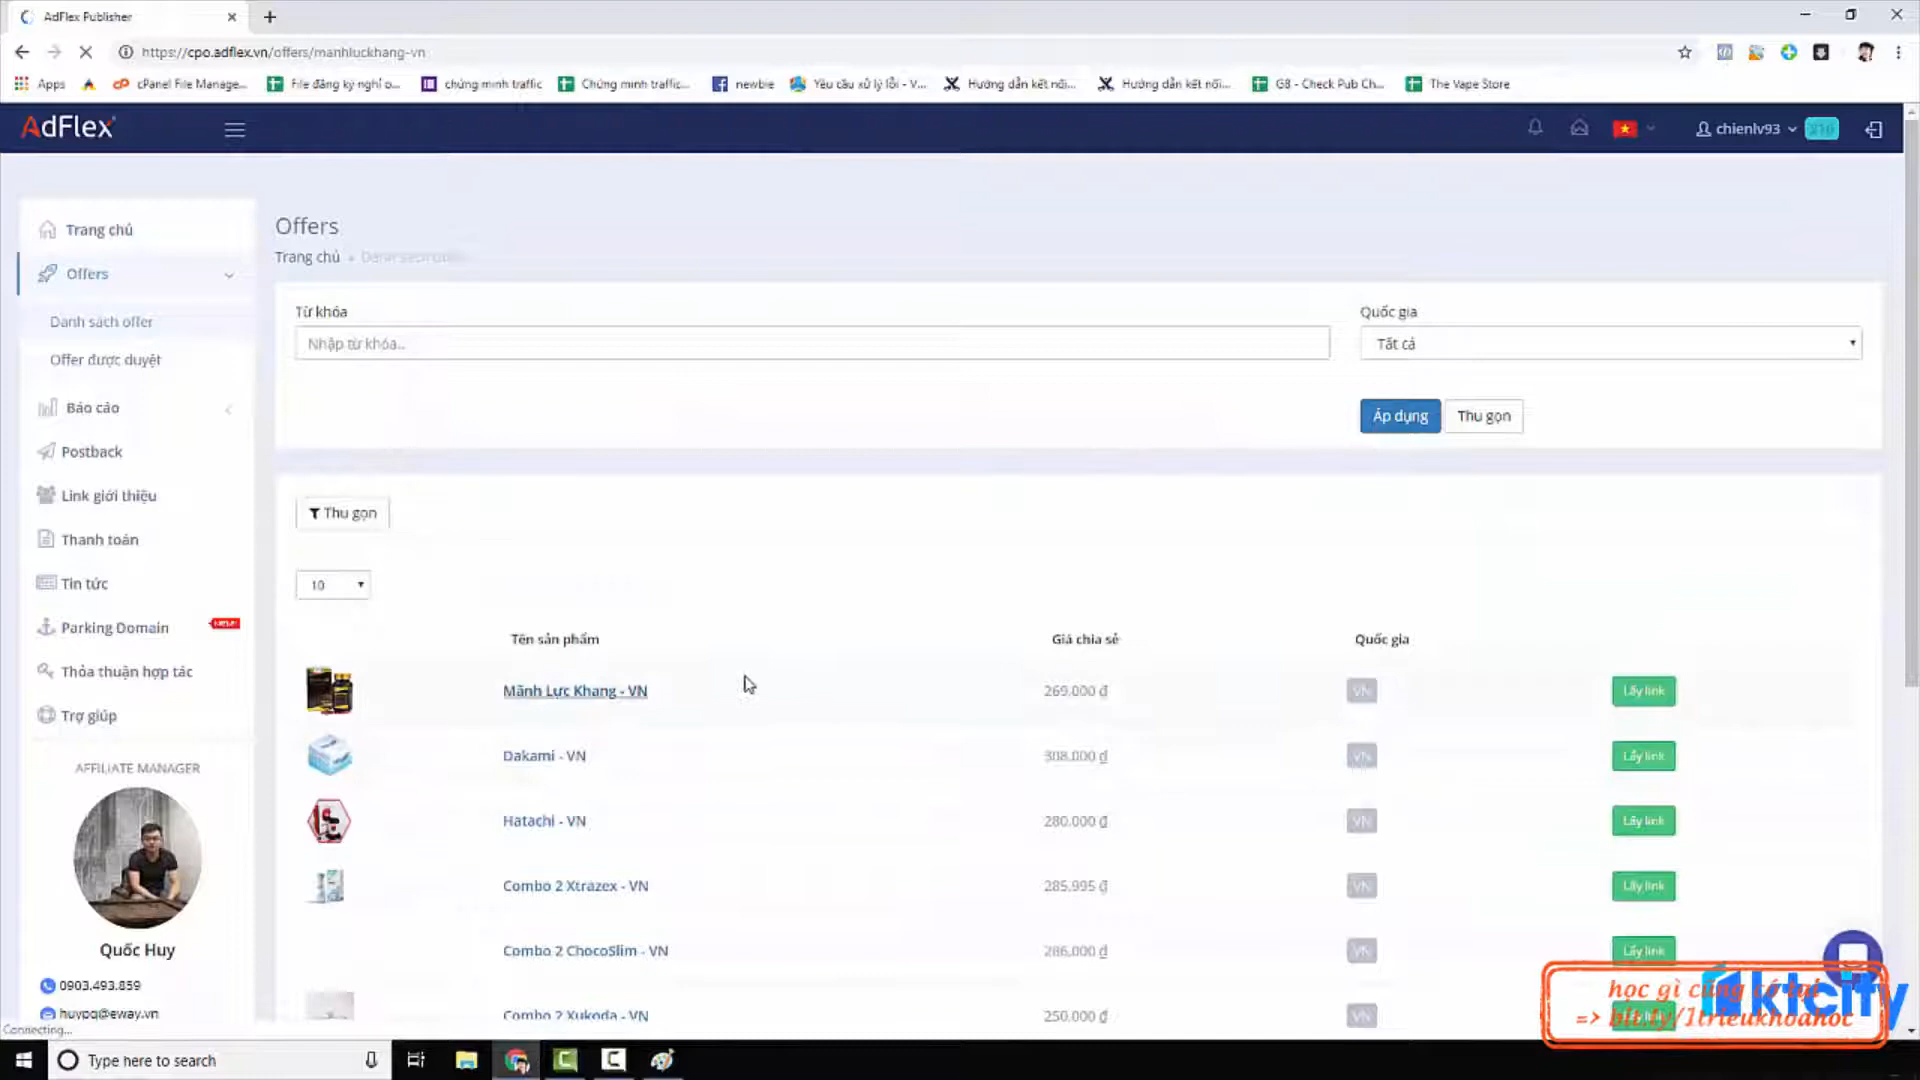 AdFlex Publisher
https://cpo.adflex.vn/offers/manhluckhang-vn
Apps
cPanel File Manage...
File đăng ký nghỉ o...
chứng minh traffic
Chứng minh traffic...
newbie
Yêu cầu xử lý lỗi - V...
Hướng dẫn kết nối...
Hướng dẫn kết nối...
G8 - Check Pub Ch...
The Vape Store
AdFlex
chienlv93
Trang chủ
Offers
Danh sách offer
Offer được duyệt
Báo cáo
Postback
Link giới thiệu
Thanh toán
Tin tức
Parking Domain
Thỏa thuận hợp tác
Trợ giúp
AFFILIATE MANAGER
Quốc Huy
0903.493.859
huypq@eway.vn
Offers
Trang chủ
Từ khóa
Nhập từ khóa...
Quốc gia
Tất cả
Áp dụng Thu gọn
Thu gọn
10
Tên sản phẩm Giá chia sẻ Quốc gia
Mãnh Lực Khang - VN 269.000 ₫ VN Lấy link
Dakami - VN 308.000 ₫ VN Lấy link
Hatachi - VN 280.000 ₫ VN Lấy link
Combo 2 Xtrazex - VN 285.995 ₫ VN Lấy link
Combo 2 ChocoSlim - VN 286.000 ₫ VN Lấy link
Combo 2 Xukoda - VN 250.000 ₫ VN
học gì cũng có tại
=> bit.ly/1trieukhoahoc
ktcity
Connecting...
Type here to search